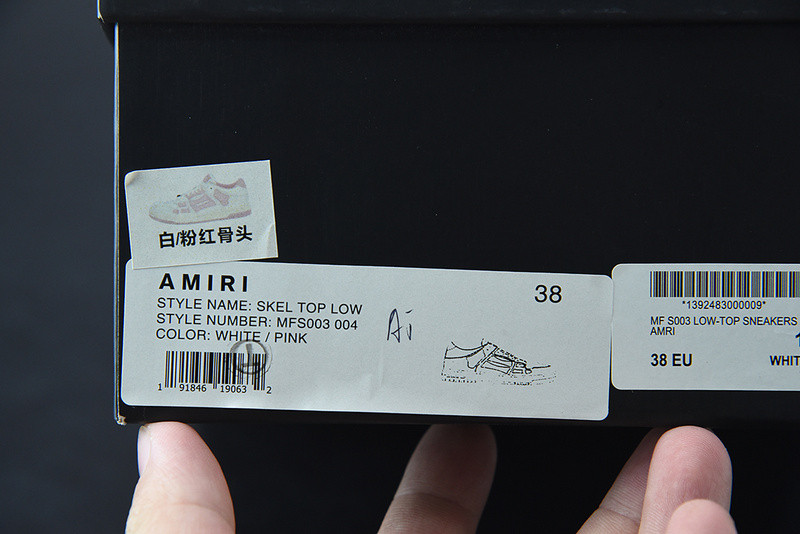 白/粉红骨头
AMIRI
38
STYLE NAME: SKEL TOP LOW
STYLE NUMBER: MFS003 004
COLOR: WHITE / PINK
Ai
1 91846 19063 2
*1392483000009*
MF S003 LOW-TOP SNEAKERS
AMRI
38 EU
WHIT